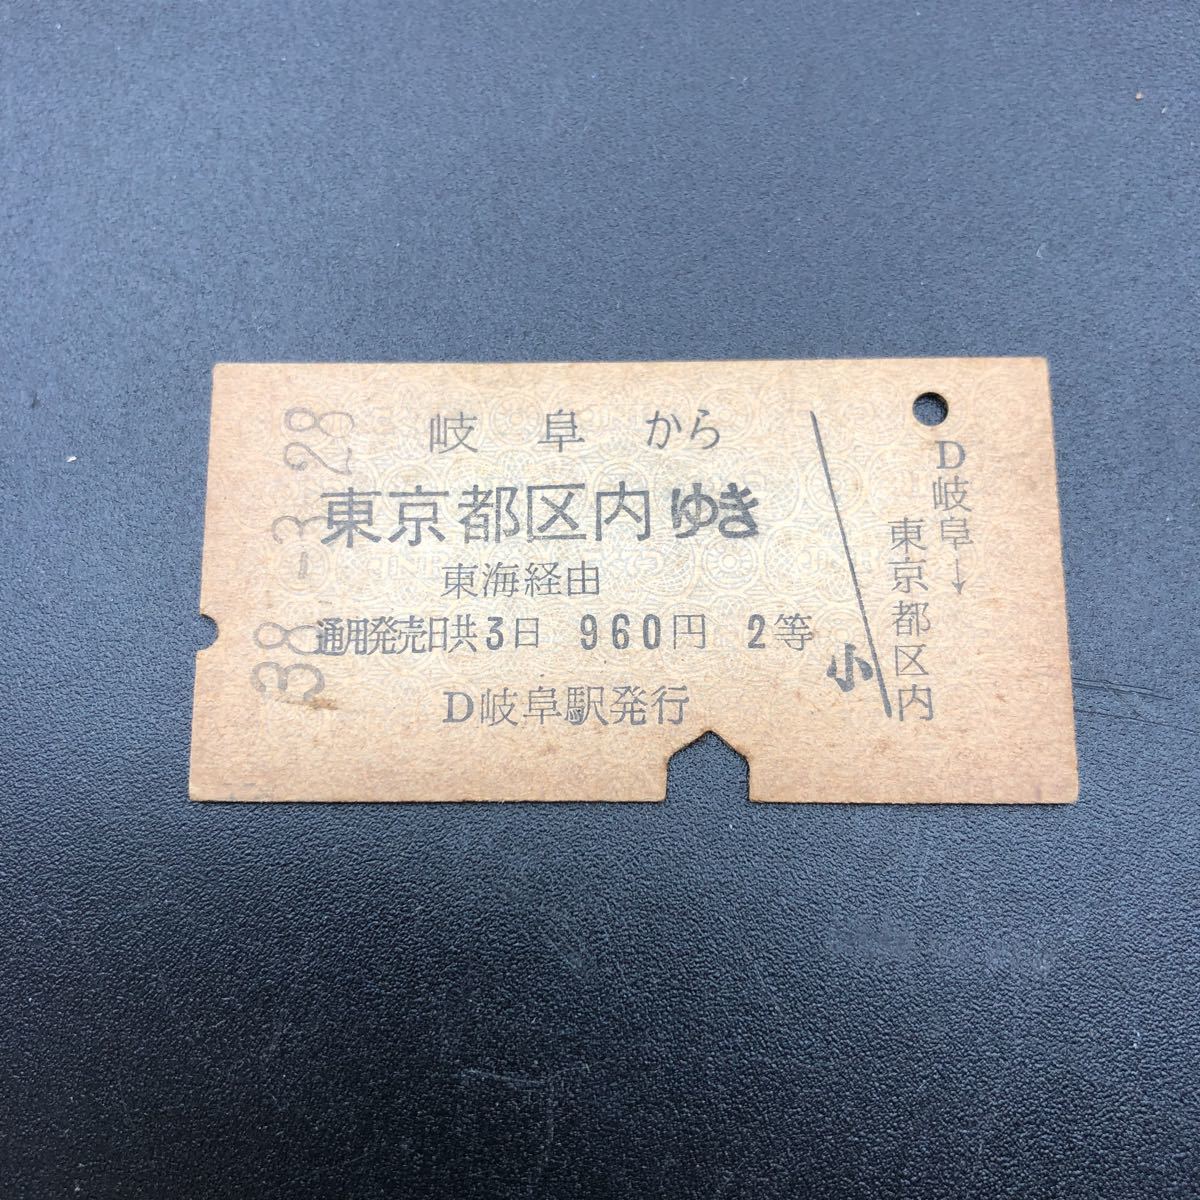 岐阜から
東京都区内ゆき
東海経由
通用発売日共3日 960円 2等
D岐阜駅発行
38.-3.28
小
D岐阜→
東京都区内